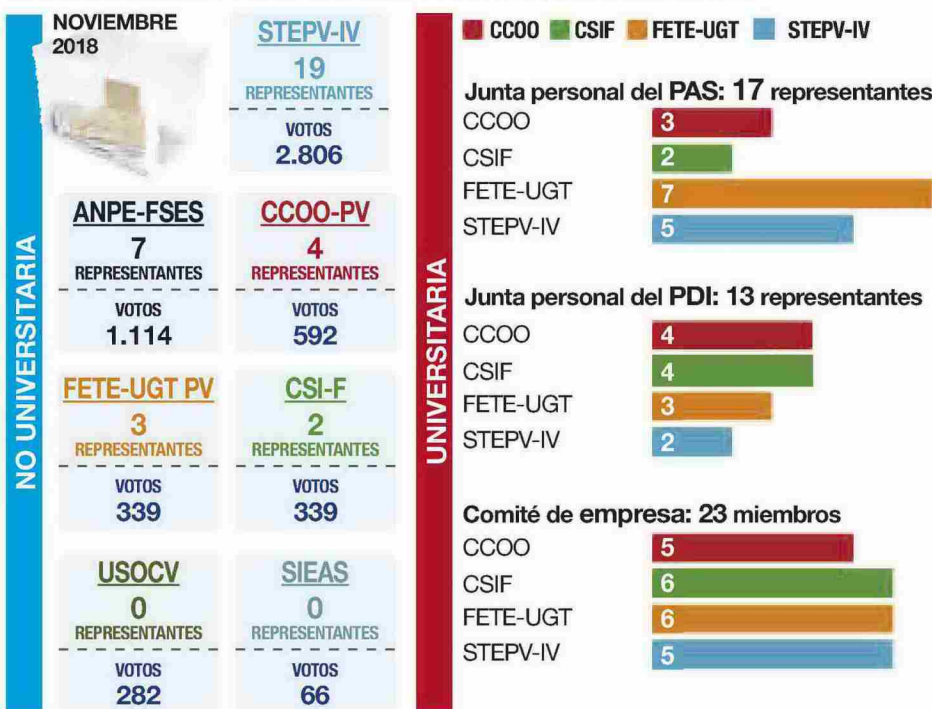 NO UNIVERSITARIA
NOVIEMBRE
2018
STEPV-IV
19
REPRESENTANTES
VOTOS
2.806
ANPE-FSES
7
REPRESENTANTES
VOTOS
1.114
CCOO-PV
4
REPRESENTANTES
VOTOS
592
FETE-UGT PV
3
REPRESENTANTES
VOTOS
339
CSI-F
2
REPRESENTANTES
VOTOS
339
USOCV
0
REPRESENTANTES
VOTOS
282
SIEAS
0
REPRESENTANTES
VOTOS
66
UNIVERSITARIA
CCOO CSIF FETE-UGT STEPV-IV
Junta personal del PAS: 17 representantes
CCOO 3
CSIF 2
FETE-UGT 7
STEPV-IV 5
Junta personal del PDI: 13 representantes
CCOO 4
CSIF 4
FETE-UGT 3
STEPV-IV 2
Comité de empresa: 23 miembros
CCOO 5
CSIF 6
FETE-UGT 6
STEPV-IV 5